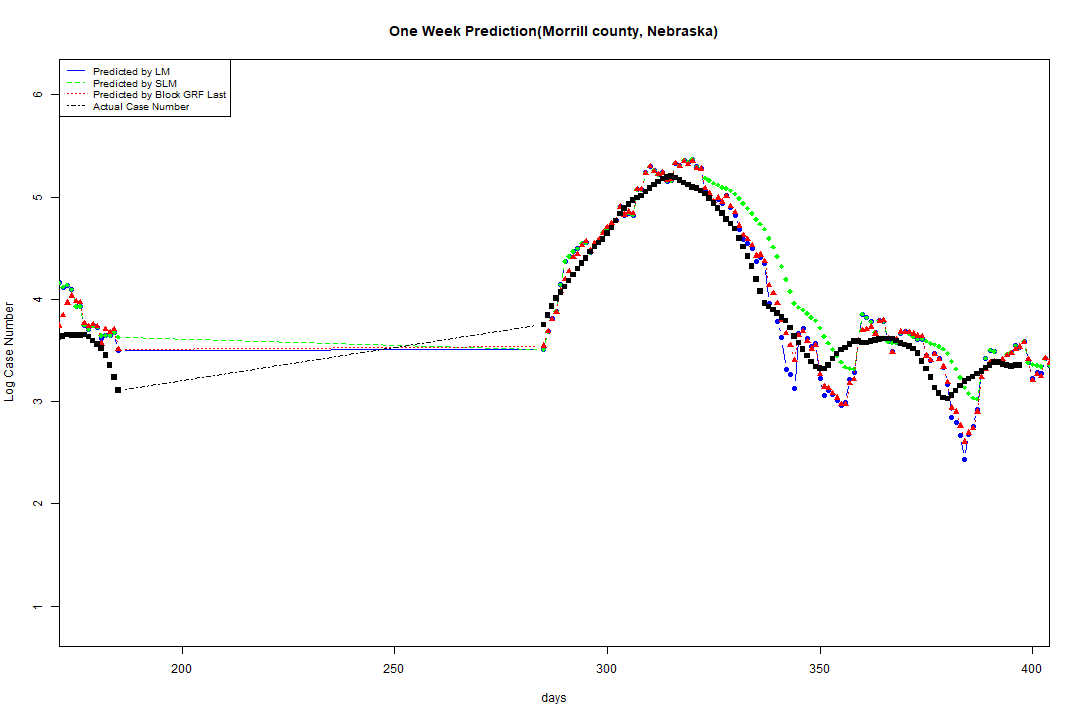 One Week Prediction(Morrill county, Nebraska)
Predicted by LM
Predicted by SLM
Predicted by Block GRF Last
Actual Case Number
Log Case Number
6
5
4
3
2
1
200
250
300
350
400
days